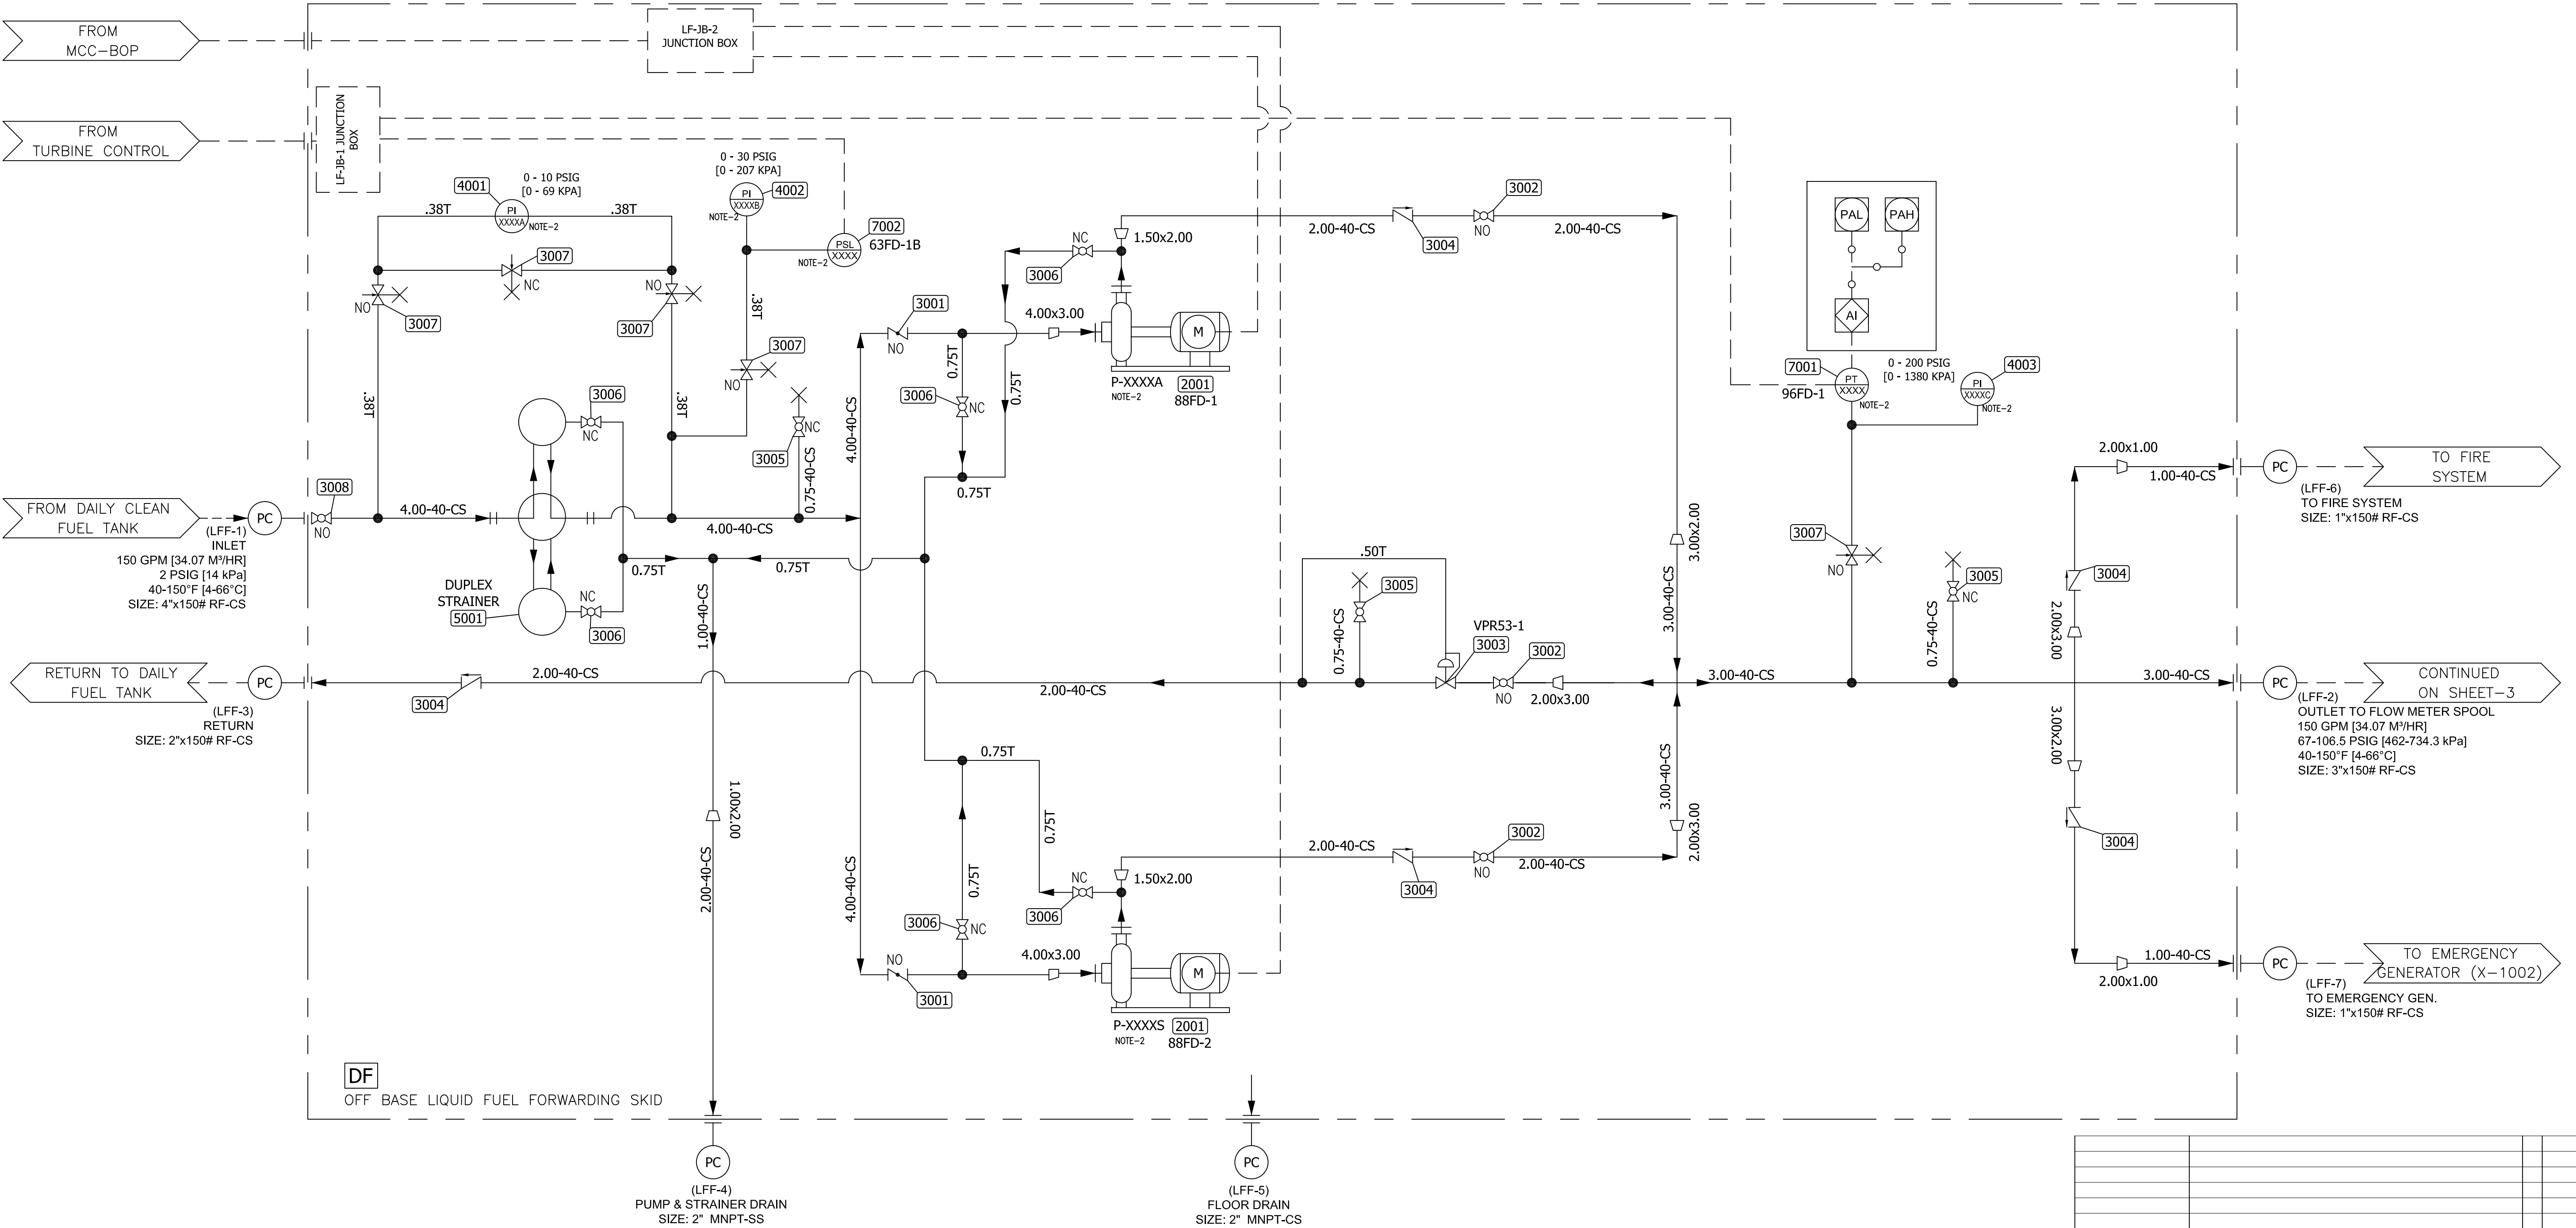 FROM
MCC-BOP
LF-JB-2
JUNCTION BOX
FROM
TURBINE CONTROL
LF-JB-1 JUNCTION
BOX
4001
0 - 10 PSIG
[0 - 69 KPA]
.38T
PI
XXXXA
NOTE-2
.38T
3007
NC
NO
3007
NO
3007
.38T
.38T
0 - 30 PSIG
[0 - 207 KPA]
PI
XXXXB
4002
NOTE-2
7002
PSL
XXXX
63FD-1B
NOTE-2
.38T
3007
NO
3006
NC
NC
3005
0.75-40-CS
FROM DAILY CLEAN
FUEL TANK
PC
3008
NO
(LFF-1)
INLET
150 GPM [34.07 M³/HR]
2 PSIG [14 kPa]
40-150°F [4-66°C]
SIZE: 4"x150# RF-CS
4.00-40-CS
4.00-40-CS
DUPLEX
STRAINER
5001
NC
3006
0.75T
0.75T
1.00-40-CS
RETURN TO DAILY
FUEL TANK
PC
(LFF-3)
RETURN
SIZE: 2"x150# RF-CS
3004
2.00-40-CS
1.00x2.00
2.00-40-CS
4.00-40-CS
4.00-40-CS
3001
NO
0.75T
3006
NC
0.75T
0.75T
NC
3006
1.50x2.00
4.00x3.00
M
P-XXXXA
NOTE-2
2001
88FD-1
2.00-40-CS
3004
3002
NO
2.00-40-CS
3.00x2.00
3.00-40-CS
.50T
3005
0.75-40-CS
VPR53-1
3003
3002
NO
2.00x3.00
2.00-40-CS
3.00-40-CS
3.00-40-CS
2.00x3.00
0.75T
0.75T
0.75T
3006
NC
NC
3006
1.50x2.00
NO
3001
4.00x3.00
M
P-XXXXS
NOTE-2
2001
88FD-2
2.00-40-CS
3004
3002
NO
2.00-40-CS
PAL
PAH
AI
7001
PT
XXXX
96FD-1
NOTE-2
0 - 200 PSIG
[0 - 1380 KPA]
4003
PI
XXXXC
NOTE-2
3007
NO
3005
NC
0.75-40-CS
2.00x1.00
1.00-40-CS
3004
2.00x3.00
3.00-40-CS
3.00x2.00
3004
1.00-40-CS
2.00x1.00
PC
TO FIRE
SYSTEM
(LFF-6)
TO FIRE SYSTEM
SIZE: 1"x150# RF-CS
PC
CONTINUED
ON SHEET-3
(LFF-2)
OUTLET TO FLOW METER SPOOL
150 GPM [34.07 M³/HR]
67-106.5 PSIG [462-734.3 kPa]
40-150°F [4-66°C]
SIZE: 3"x150# RF-CS
PC
TO EMERGENCY
GENERATOR (X-1002)
(LFF-7)
TO EMERGENCY GEN.
SIZE: 1"x150# RF-CS
DF
OFF BASE LIQUID FUEL FORWARDING SKID
PC
(LFF-4)
PUMP & STRAINER DRAIN
SIZE: 2" MNPT-SS
PC
(LFF-5)
FLOOR DRAIN
SIZE: 2" MNPT-CS